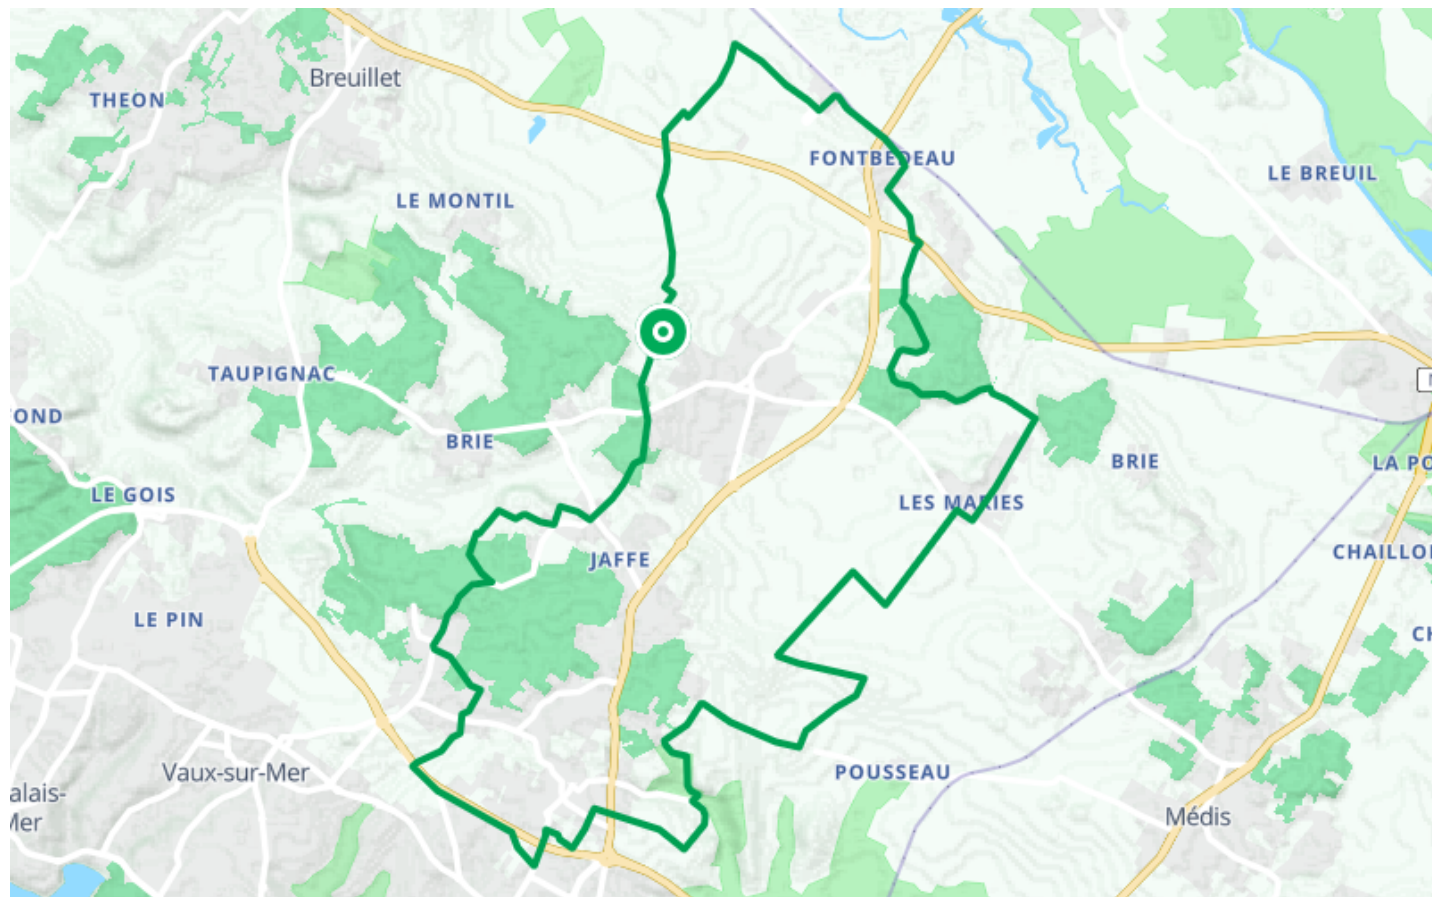 Breuillet
THEON
FONTBEDEAU
LE BREUIL
LE MONTIL
TAUPIGNAC
OND
BRIE
BRIE
LA PO
LE GOIS
LES MARIES
JAFFE
CHAILLO
LE PIN
Vaux-sur-Mer
POUSSEAU
alais-
Mer
Médis